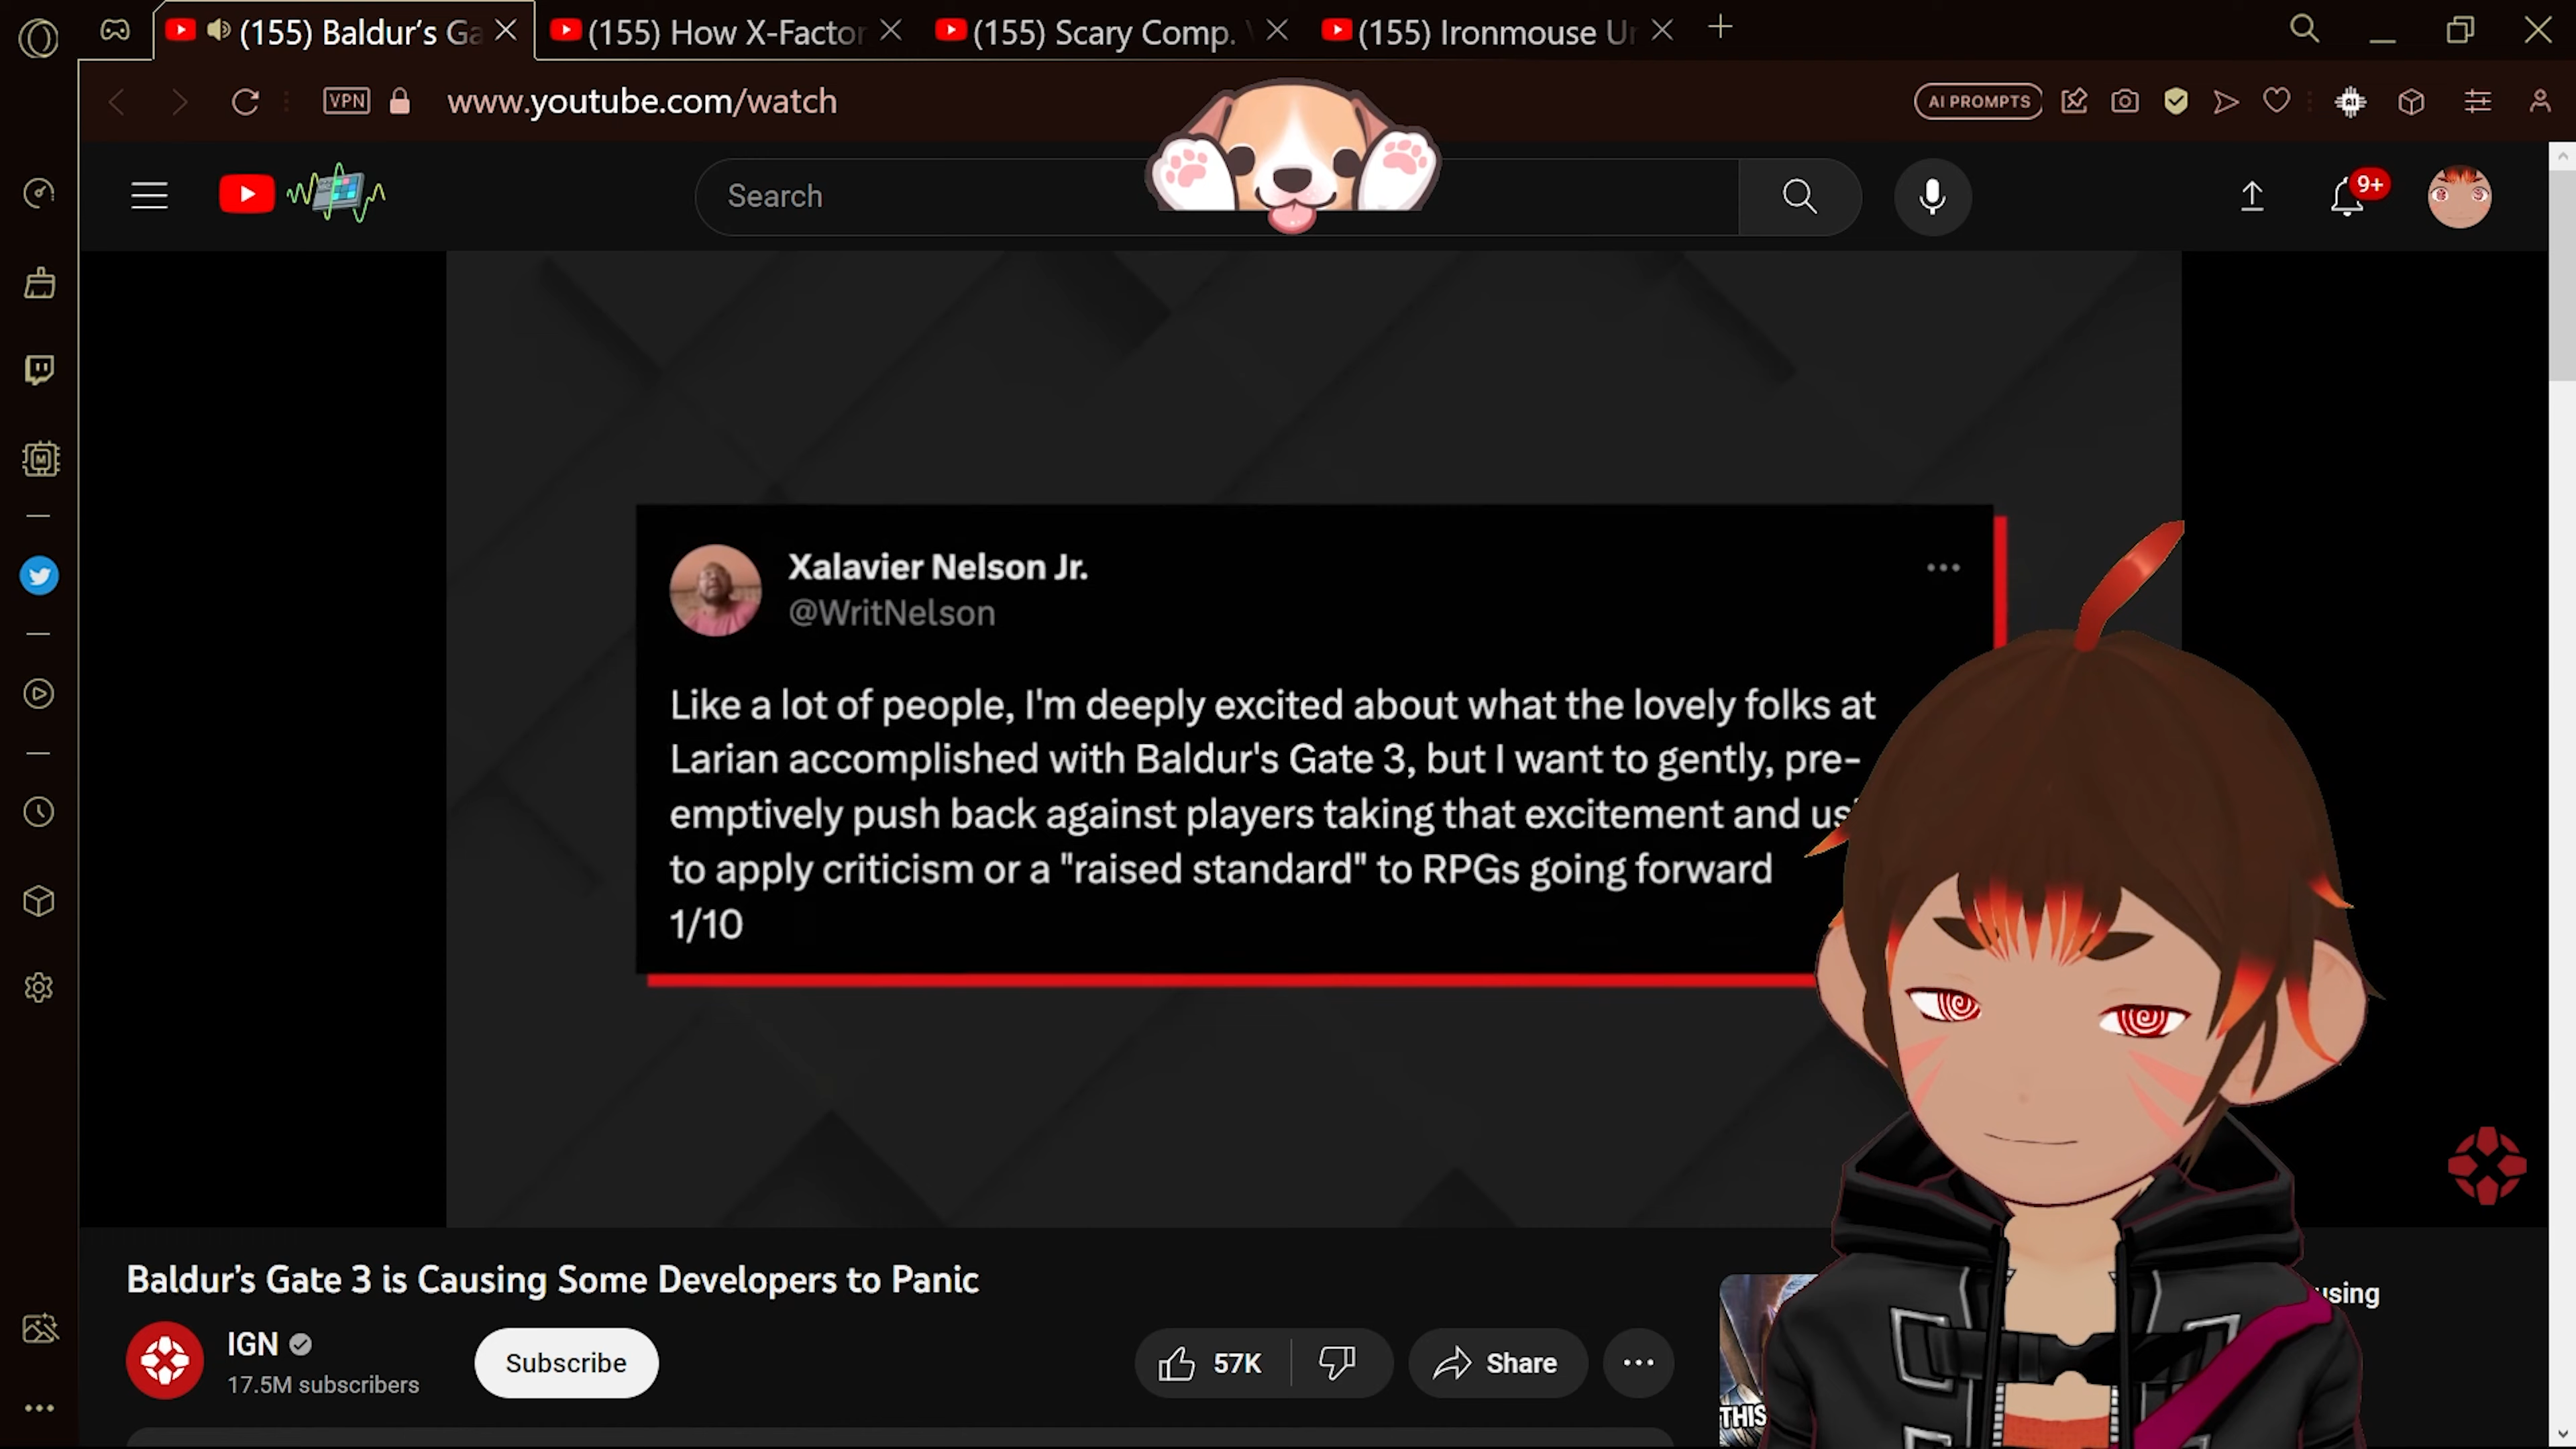 (155) Baldur's Ga
(155) How X-Factor
(155) Scary Comp.
(155) Ironmouse Ur
VPN
www.youtube.com/watch
AI PROMPTS
AI
Search
9+
M
Xalavier Nelson Jr.
@WritNelson
Like a lot of people, I'm deeply excited about what the lovely folks at
Larian accomplished with Baldur's Gate 3, but I want to gently, pre-
emptively push back against players taking that excitement and us
to apply criticism or a "raised standard" to RPGs going forward
1/10
Baldur's Gate 3 is Causing Some Developers to Panic
IGN
17.5M subscribers
Subscribe
57K
Share
using
THIS